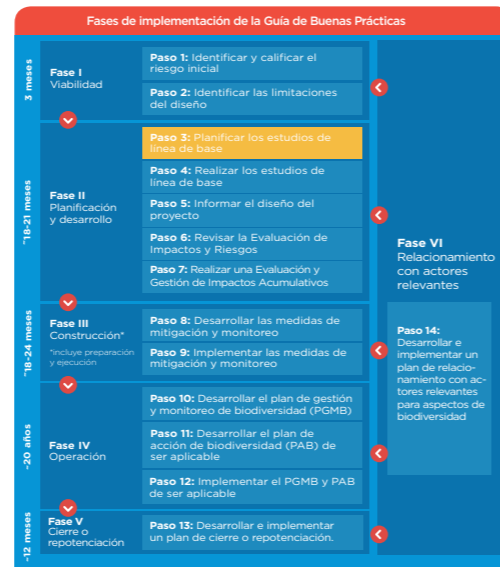 Fases de implementación de la Guía de Buenas Prácticas
3 meses
Fase I
Viabilidad
Paso 1: Identificar y calificar el
riesgo inicial
Paso 2: Identificar las limitaciones
del diseño
~18-21 meses
Fase II
Planificación
y desarrollo
Paso 3: Planificar los estudios de
línea de base
Paso 4: Realizar los estudios de
línea de base
Paso 5: Informar el diseño del
proyecto
Paso 6: Revisar la Evaluación de
Impactos y Riesgos
Paso 7: Realizar una Evaluación y
Gestión de Impactos Acumulativos
~18-24 meses
Fase III
Construcción*
*incluye preparación
y ejecución
Paso 8: Desarrollar las medidas de
mitigación y monitoreo
Paso 9: Implementar las medidas de
mitigación y monitoreo
~20 años
Fase IV
Operación
Paso 10: Desarrollar el plan de gestión
y monitoreo de biodiversidad (PGMB)
Paso 11: Desarrollar el plan de
acción de biodiversidad (PAB) de
ser aplicable
Paso 12: Implementar el PGMB y PAB
de ser aplicable
~12 meses
Fase V
Cierre o
repotenciación
Paso 13: Desarrollar e implementar
un plan de cierre o repotenciación.
Fase VI
Relacionamiento
con actores
relevantes
Paso 14:
Desarrollar e
implementar un
plan de relacio-
namiento con ac-
tores relevantes
para aspectos de
biodiversidad